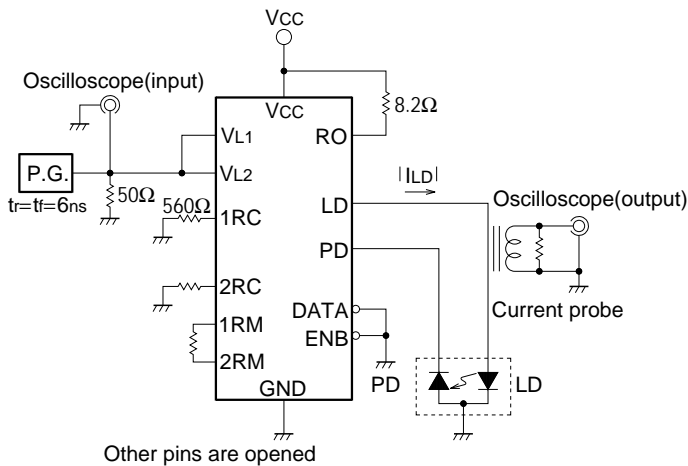 VCC
Oscilloscope(input)
VCC
8.2Ω
RO
VL1
P.G.
VL2
50Ω
tr=tf=6ns
|ILD|
LD
Oscilloscope(output)
560Ω
1RC
PD
2RC
DATA
Current probe
1RM
ENB
2RM
PD
LD
GND
Other pins are opened